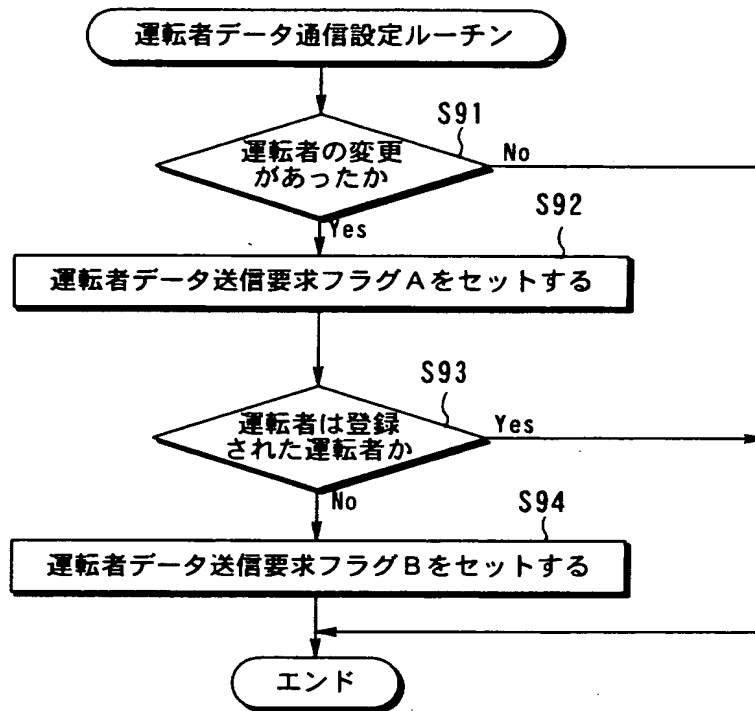 運転者データ通信設定ルーチン
S91
運転者の変更
があったか
No
Yes
S92
運転者データ送信要求フラグAをセットする
S93
運転者は登録
された運転者か
Yes
No
S94
運転者データ送信要求フラグBをセットする
エンド